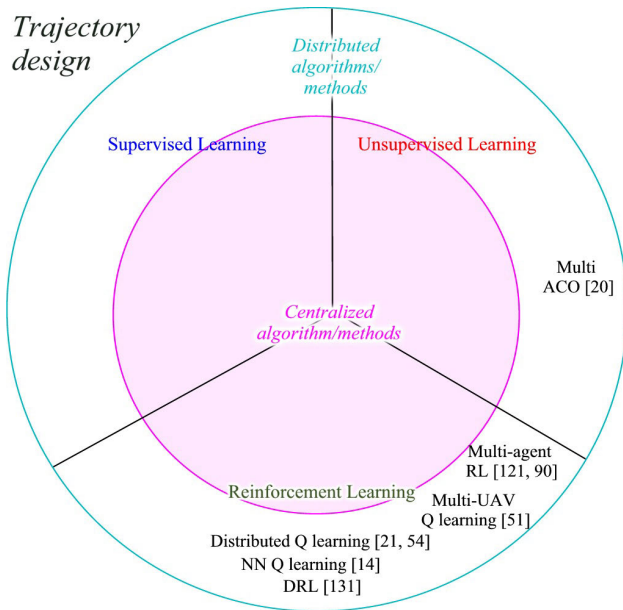 Trajectory
design
Distributed
algorithms/
methods
Supervised Learning
Unsupervised Learning
Multi
ACO [20]
Centralized
algorithm/methods
Multi-agent
RL [121, 90]
Reinforcement Learning
Multi-UAV
Q learning [51]
Distributed Q learning [21, 54]
NN Q learning [14]
DRL [131]